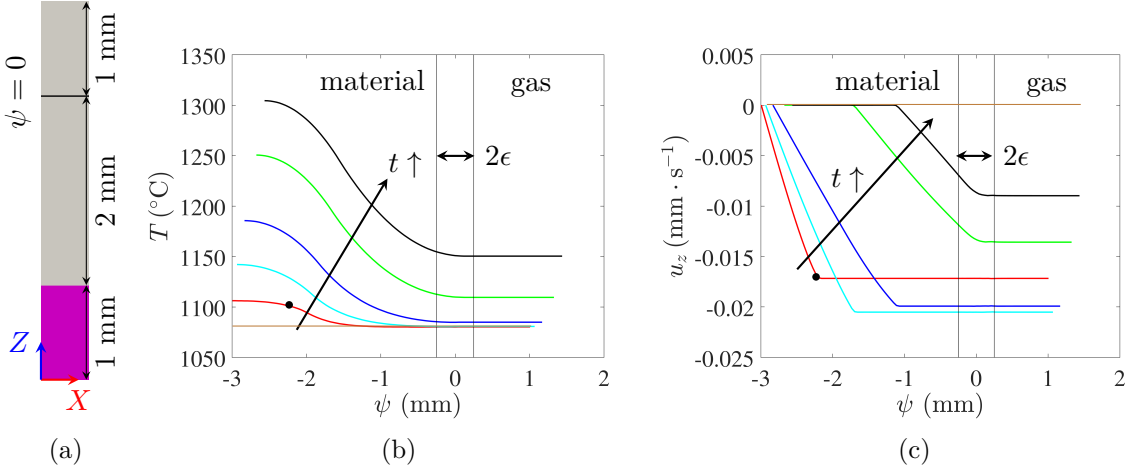 1 mm
ψ = 0
2 mm
1 mm
Z
X
(a)
1350
1300
1250
1200
1150
1100
1050
T (°C)
material
gas
t ↑
2ϵ
-3
-2
-1
0
1
2
ψ (mm)
(b)
0.005
0
-0.005
-0.01
-0.015
-0.02
-0.025
u_z (mm · s⁻¹)
material
gas
2ϵ
t ↑
-3
-2
-1
0
1
2
ψ (mm)
(c)